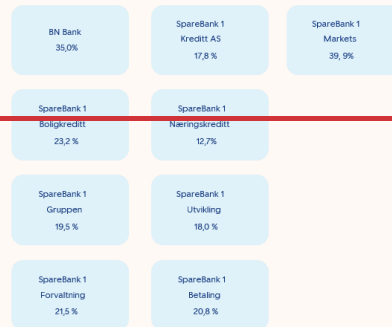 BN Bank
35,0%
SpareBank 1
Kreditt AS
17,8 %
SpareBank 1
Markets
39, 9%
SpareBank 1
Boligkreditt
23,2 %
SpareBank 1
Næringskreditt
12,7%
SpareBank 1
Gruppen
19,5 %
SpareBank 1
Utvikling
18,0 %
SpareBank 1
Forvaltning
21,5 %
SpareBank 1
Betaling
20,8 %